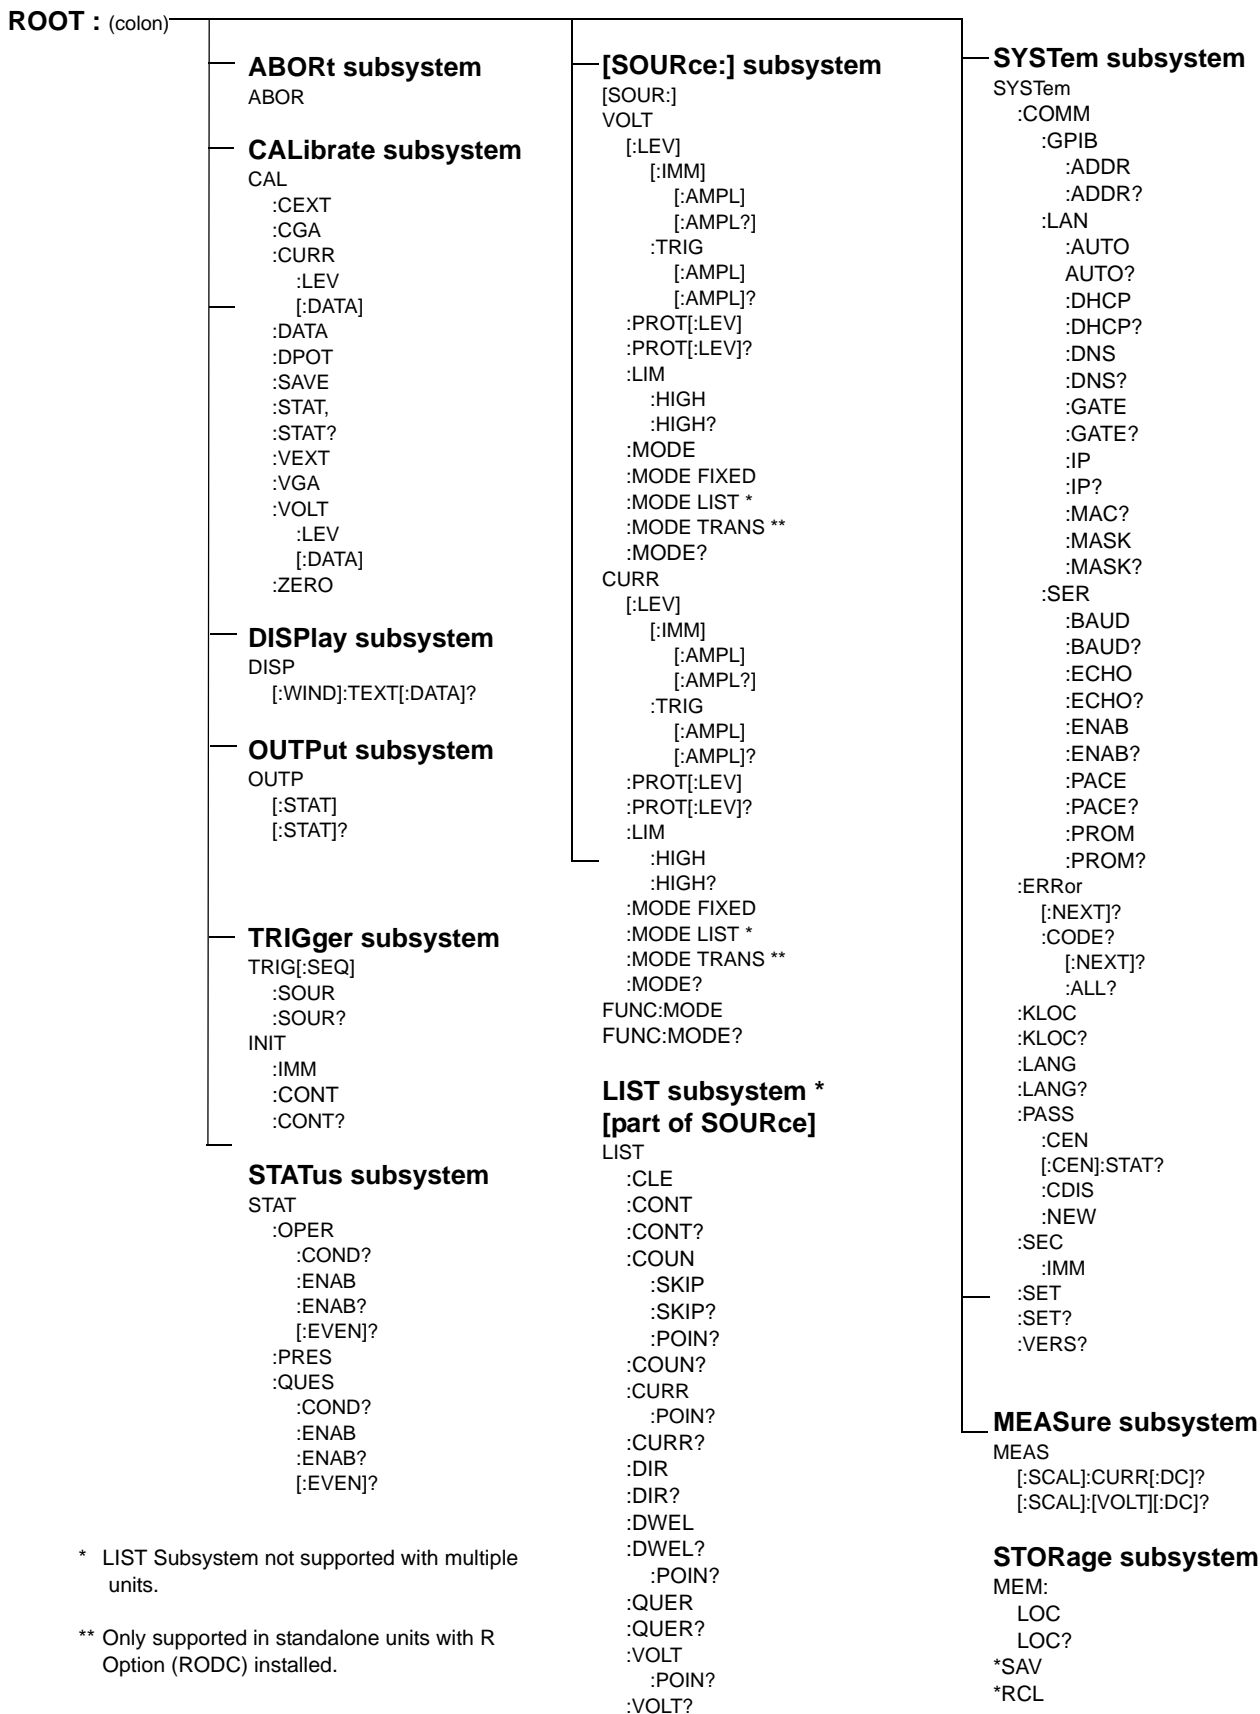 ROOT : (colon)
ABORt subsystem
ABOR
CALibrate subsystem
CAL
:CEXT
:CGA
:CURR
:LEV
[:DATA]
:DATA
:DPOT
:SAVE
:STAT,
:STAT?
:VEXT
:VGA
:VOLT
:LEV
[:DATA]
:ZERO
DISPlay subsystem
DISP
[:WIND]:TEXT[:DATA]?
OUTPut subsystem
OUTP
[:STAT]
[:STAT]?
TRIGger subsystem
TRIG[:SEQ]
:SOUR
:SOUR?
INIT
:IMM
:CONT
:CONT?
STATus subsystem
STAT
:OPER
:COND?
:ENAB
:ENAB?
[:EVEN]?
:PRES
:QUES
:COND?
:ENAB
:ENAB?
[:EVEN]?
* LIST Subsystem not supported with multiple
units.
** Only supported in standalone units with R
Option (RODC) installed.
[SOURce:] subsystem
[SOUR:]
VOLT
[:LEV]
[:IMM]
[:AMPL]
[:AMPL?]
:TRIG
[:AMPL]
[:AMPL]?
:PROT[:LEV]
:PROT[:LEV]?
:LIM
:HIGH
:HIGH?
:MODE
:MODE FIXED
:MODE LIST *
:MODE TRANS **
:MODE?
CURR
[:LEV]
[:IMM]
[:AMPL]
[:AMPL?]
:TRIG
[:AMPL]
[:AMPL]?
:PROT[:LEV]
:PROT[:LEV]?
:LIM
:HIGH
:HIGH?
:MODE FIXED
:MODE LIST *
:MODE TRANS **
:MODE?
FUNC:MODE
FUNC:MODE?
LIST subsystem *
[part of SOURce]
LIST
:CLE
:CONT
:CONT?
:COUN
:SKIP
:SKIP?
:POIN?
:COUN?
:CURR
:POIN?
:CURR?
:DIR
:DIR?
:DWEL
:DWEL?
:POIN?
:QUER
:QUER?
:VOLT
:POIN?
:VOLT?
SYSTem subsystem
SYSTem
:COMM
:GPIB
:ADDR
:ADDR?
:LAN
:AUTO
AUTO?
:DHCP
:DHCP?
:DNS
:DNS?
:GATE
:GATE?
:IP
:IP?
:MAC?
:MASK
:MASK?
:SER
:BAUD
:BAUD?
:ECHO
:ECHO?
:ENAB
:ENAB?
:PACE
:PACE?
:PROM
:PROM?
:ERRor
[:NEXT]?
:CODE?
[:NEXT]?
:ALL?
:KLOC
:KLOC?
:LANG
:LANG?
:PASS
:CEN
[:CEN]:STAT?
:CDIS
:NEW
:SEC
:IMM
:SET
:SET?
:VERS?
MEASure subsystem
MEAS
[:SCAL]:CURR[:DC]?
[:SCAL]:[VOLT][:DC]?
STORage subsystem
MEM:
LOC
LOC?
*SAV
*RCL